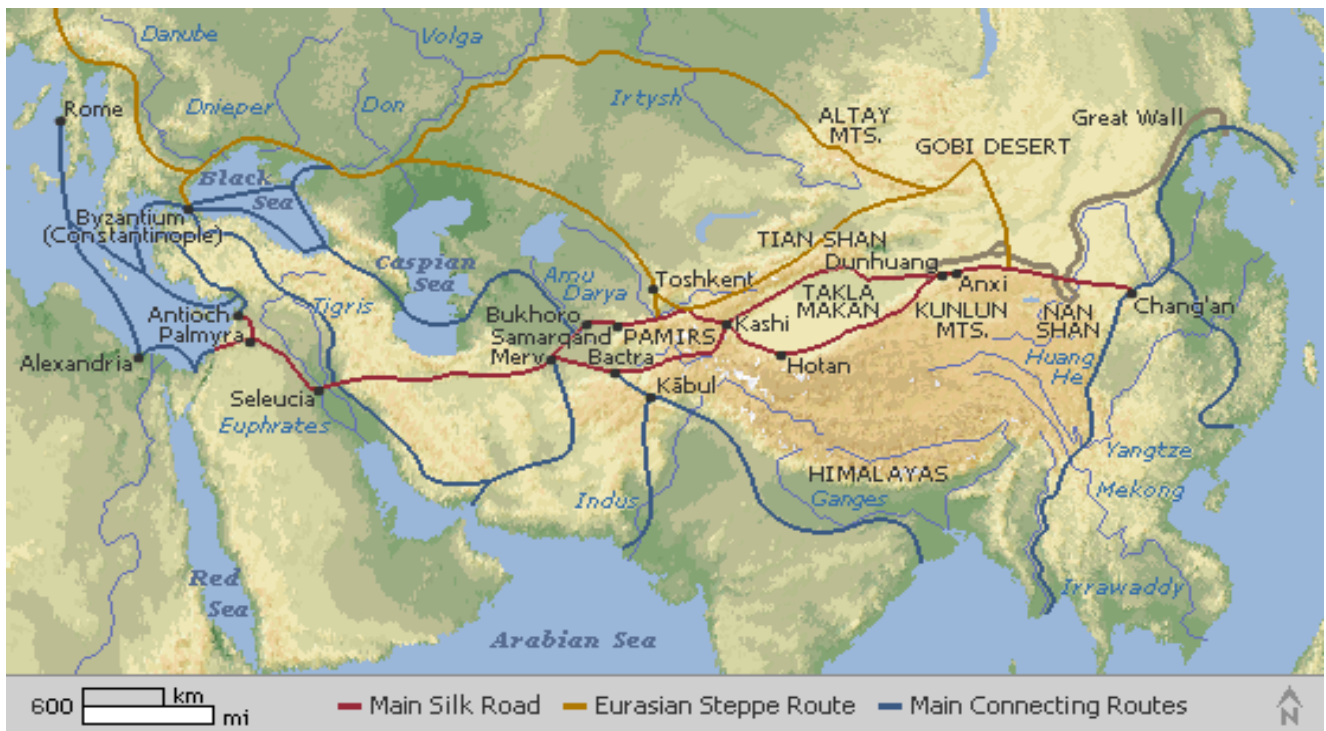 Danube
Volga
Rome
Dnieper
Don
Irtysh
ALTAY
MTS.
Great Wall
GOBI DESERT
Black
Sea
Byzantium
(Constantinople)
Caspian
Sea
TIAN SHAN
Dunhuang
Amu
Darya
Toshkent
Tigris
TAKLA
MAKAN
Anxi
KUNLUN
MTS.
NAN
SHAN
Chang'an
Antioch
Palmyra
Bukhoro
Samarqand
PAMIRS
Kashi
Merv
Bactra
Hotan
Huang
He
Alexandria
Seleucia
Euphrates
Kābul
HIMALAYAS
Yangtze
Indus
Ganges
Mekong
Red
Sea
Irrawaddy
Arabian Sea
600 km
mi
Main Silk Road
Eurasian Steppe Route
Main Connecting Routes
N